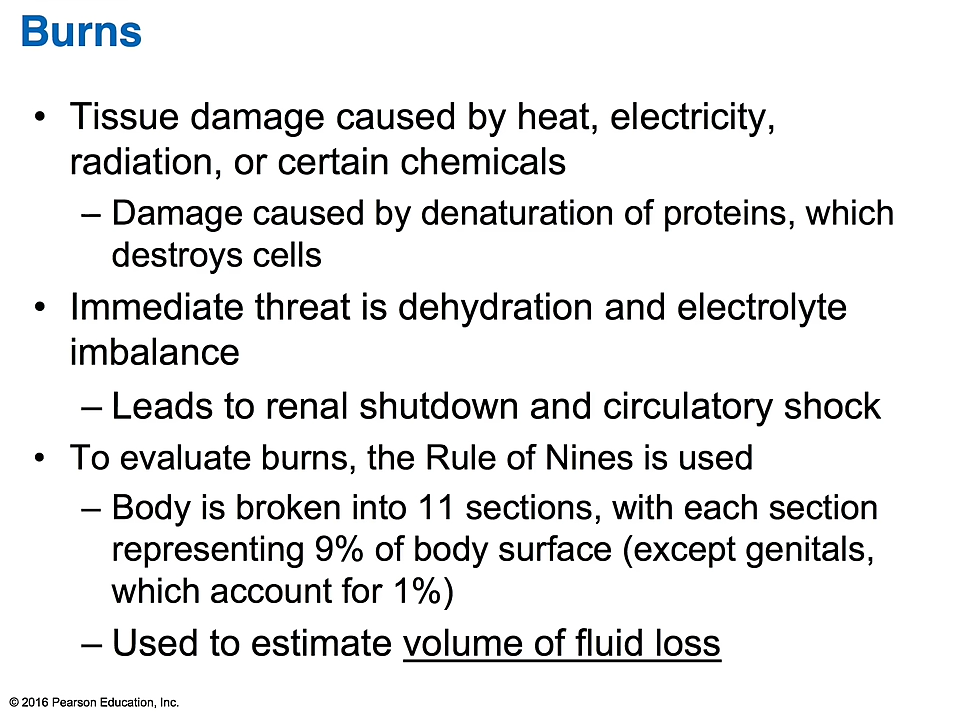 Burns
• Tissue damage caused by heat, electricity,
radiation, or certain chemicals
– Damage caused by denaturation of proteins, which
destroys cells
• Immediate threat is dehydration and electrolyte
imbalance
– Leads to renal shutdown and circulatory shock
• To evaluate burns, the Rule of Nines is used
– Body is broken into 11 sections, with each section
representing 9% of body surface (except genitals,
which account for 1%)
– Used to estimate volume of fluid loss
© 2016 Pearson Education, Inc.